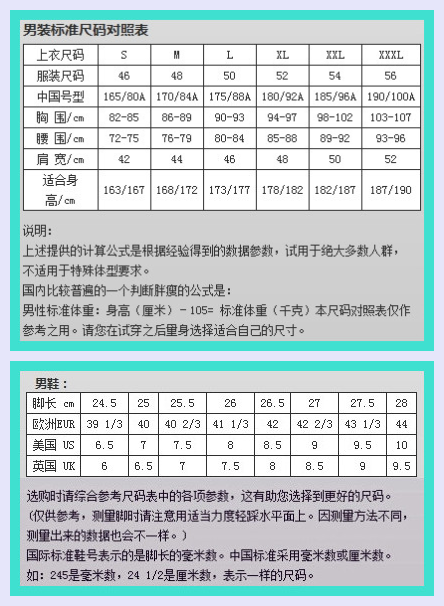 男装标准尺码对照表
上衣尺码 S M L XL XXL XXXL
服装尺码 46 48 50 52 54 56
中国号型 165/80A 170/84A 175/88A 180/92A 185/96A 190/100A
胸 围/cm 82-85 86-89 90-93 94-97 98-102 103-107
腰 围/cm 72-75 76-79 80-84 85-88 89-92 93-96
肩 宽/cm 42 44 46 48 50 52
适合身
高/cm 163/167 168/172 173/177 178/182 182/187 187/190
说明:
上述提供的计算公式是根据经验得到的数据参数，试用于绝大多数人群，
不适用于特殊体型要求。
国内比较普遍的一个判断胖廋的公式是:
男性标准体重: 身高（厘米）－105= 标准体重（千克）本尺码对照表仅作
参考之用。请您在试穿之后量身选择适合自己的尺寸。
男鞋：
脚长 cm 24.5 25 25.5 26 26.5 27 27.5 28
欧洲EUR 39 1/3 40 40 2/3 41 1/3 42 42 2/3 43 1/3 44
美国 US 6.5 7 7.5 8 8.5 9 9.5 10
英国 UK 6 6.5 7 7.5 8 8.5 9 9.5
选购时请综合参考尺码表中的各项参数，这有助您选择到更好的尺码。
(仅供参考，测量脚时请注意用适当力度轻踩水平面上。因测量方法不同，
测量出来的数据也会不一样。)
国际标准鞋号表示的是脚长的毫米数。中国标准采用毫米数或厘米数。
如: 245是毫米数，24 1/2是厘米数，表示一样的尺码。